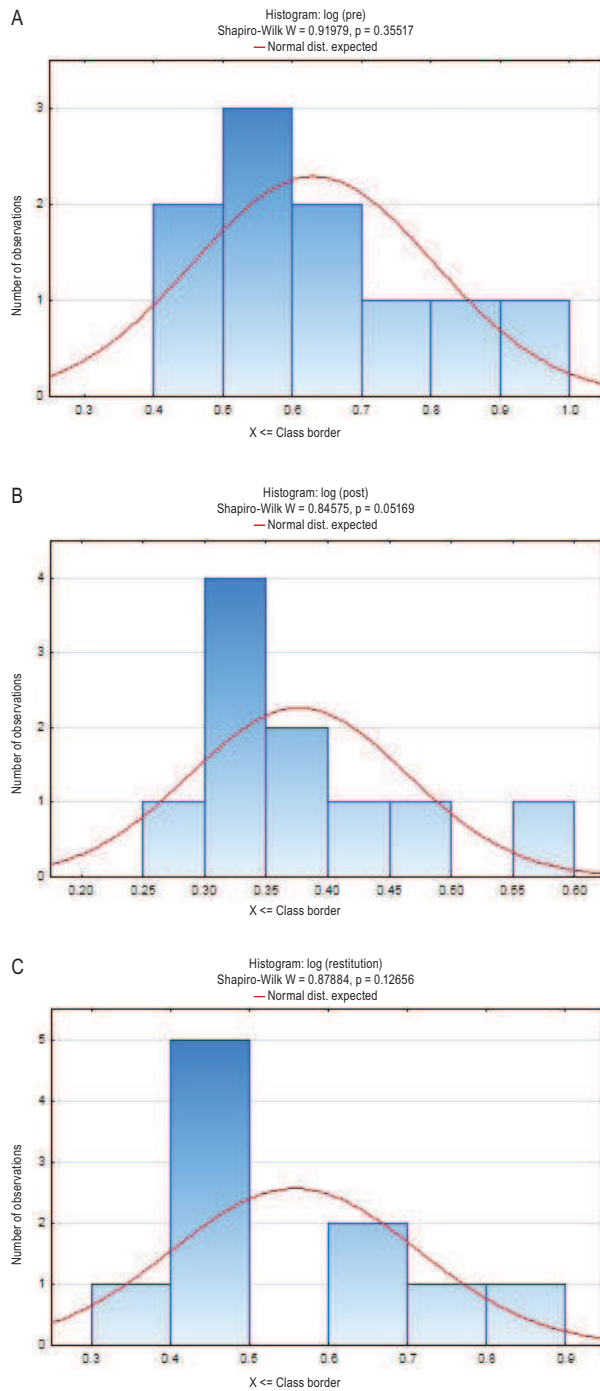 A
Histogram: log (pre)
Shapiro-Wilk W = 0.91979, p = 0.35517
— Normal dist. expected
Number of observations
3
2
1
0
0.3 0.4 0.5 0.6 0.7 0.8 0.9 1.0
X <= Class border
B
Histogram: log (post)
Shapiro-Wilk W = 0.84575, p = 0.05169
— Normal dist. expected
Number of observations
4
3
2
1
0
0.20 0.25 0.30 0.35 0.40 0.45 0.50 0.55 0.60
X <= Class border
C
Histogram: log (restitution)
Shapiro-Wilk W = 0.87884, p = 0.12656
— Normal dist. expected
Number of observations
5
4
3
2
1
0
0.3 0.4 0.5 0.6 0.7 0.8 0.9
X <= Class border